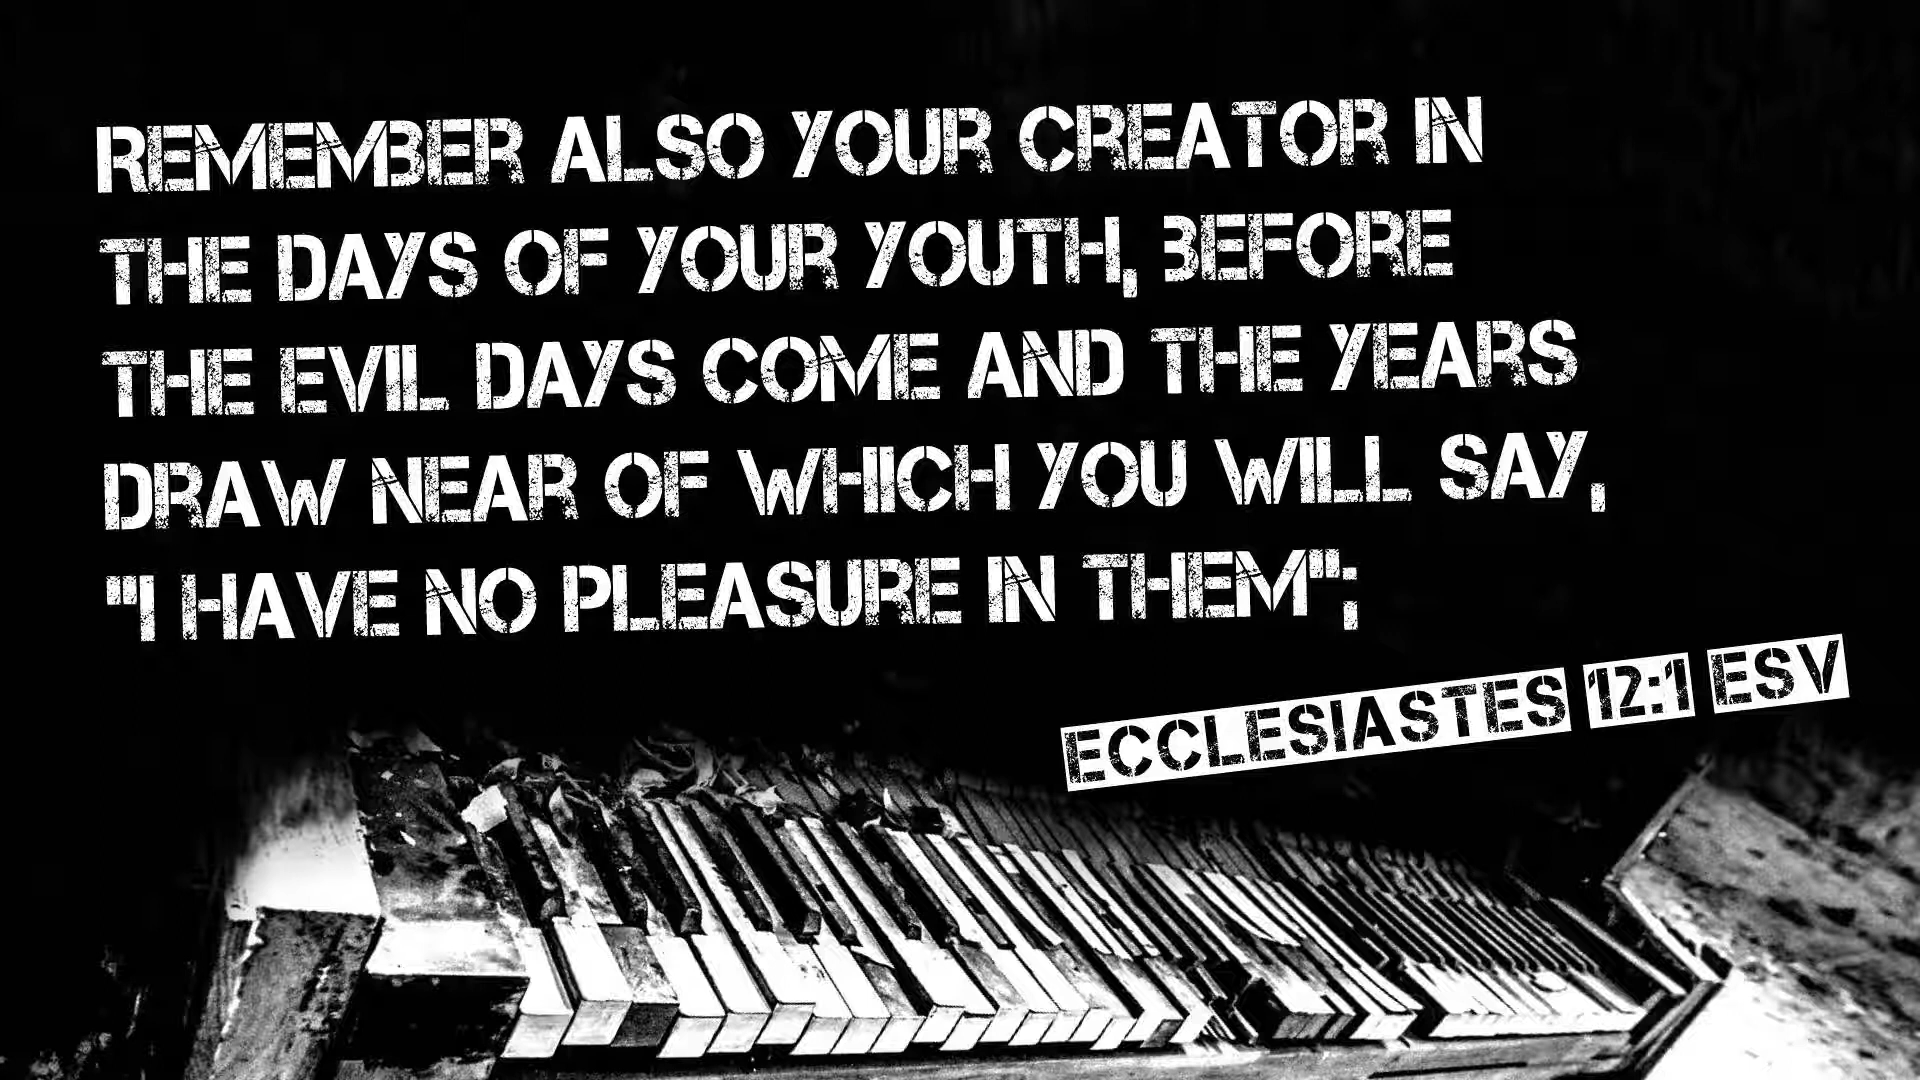 REMEMBER ALSO YOUR CREATOR IN
THE DAYS OF YOUR YOUTH, BEFORE
THE EVIL DAYS COME AND THE YEARS
DRAW NEAR OF WHICH YOU WILL SAY,
"I HAVE NO PLEASURE IN THEM";
ECCLESIASTES 12:1 ESV